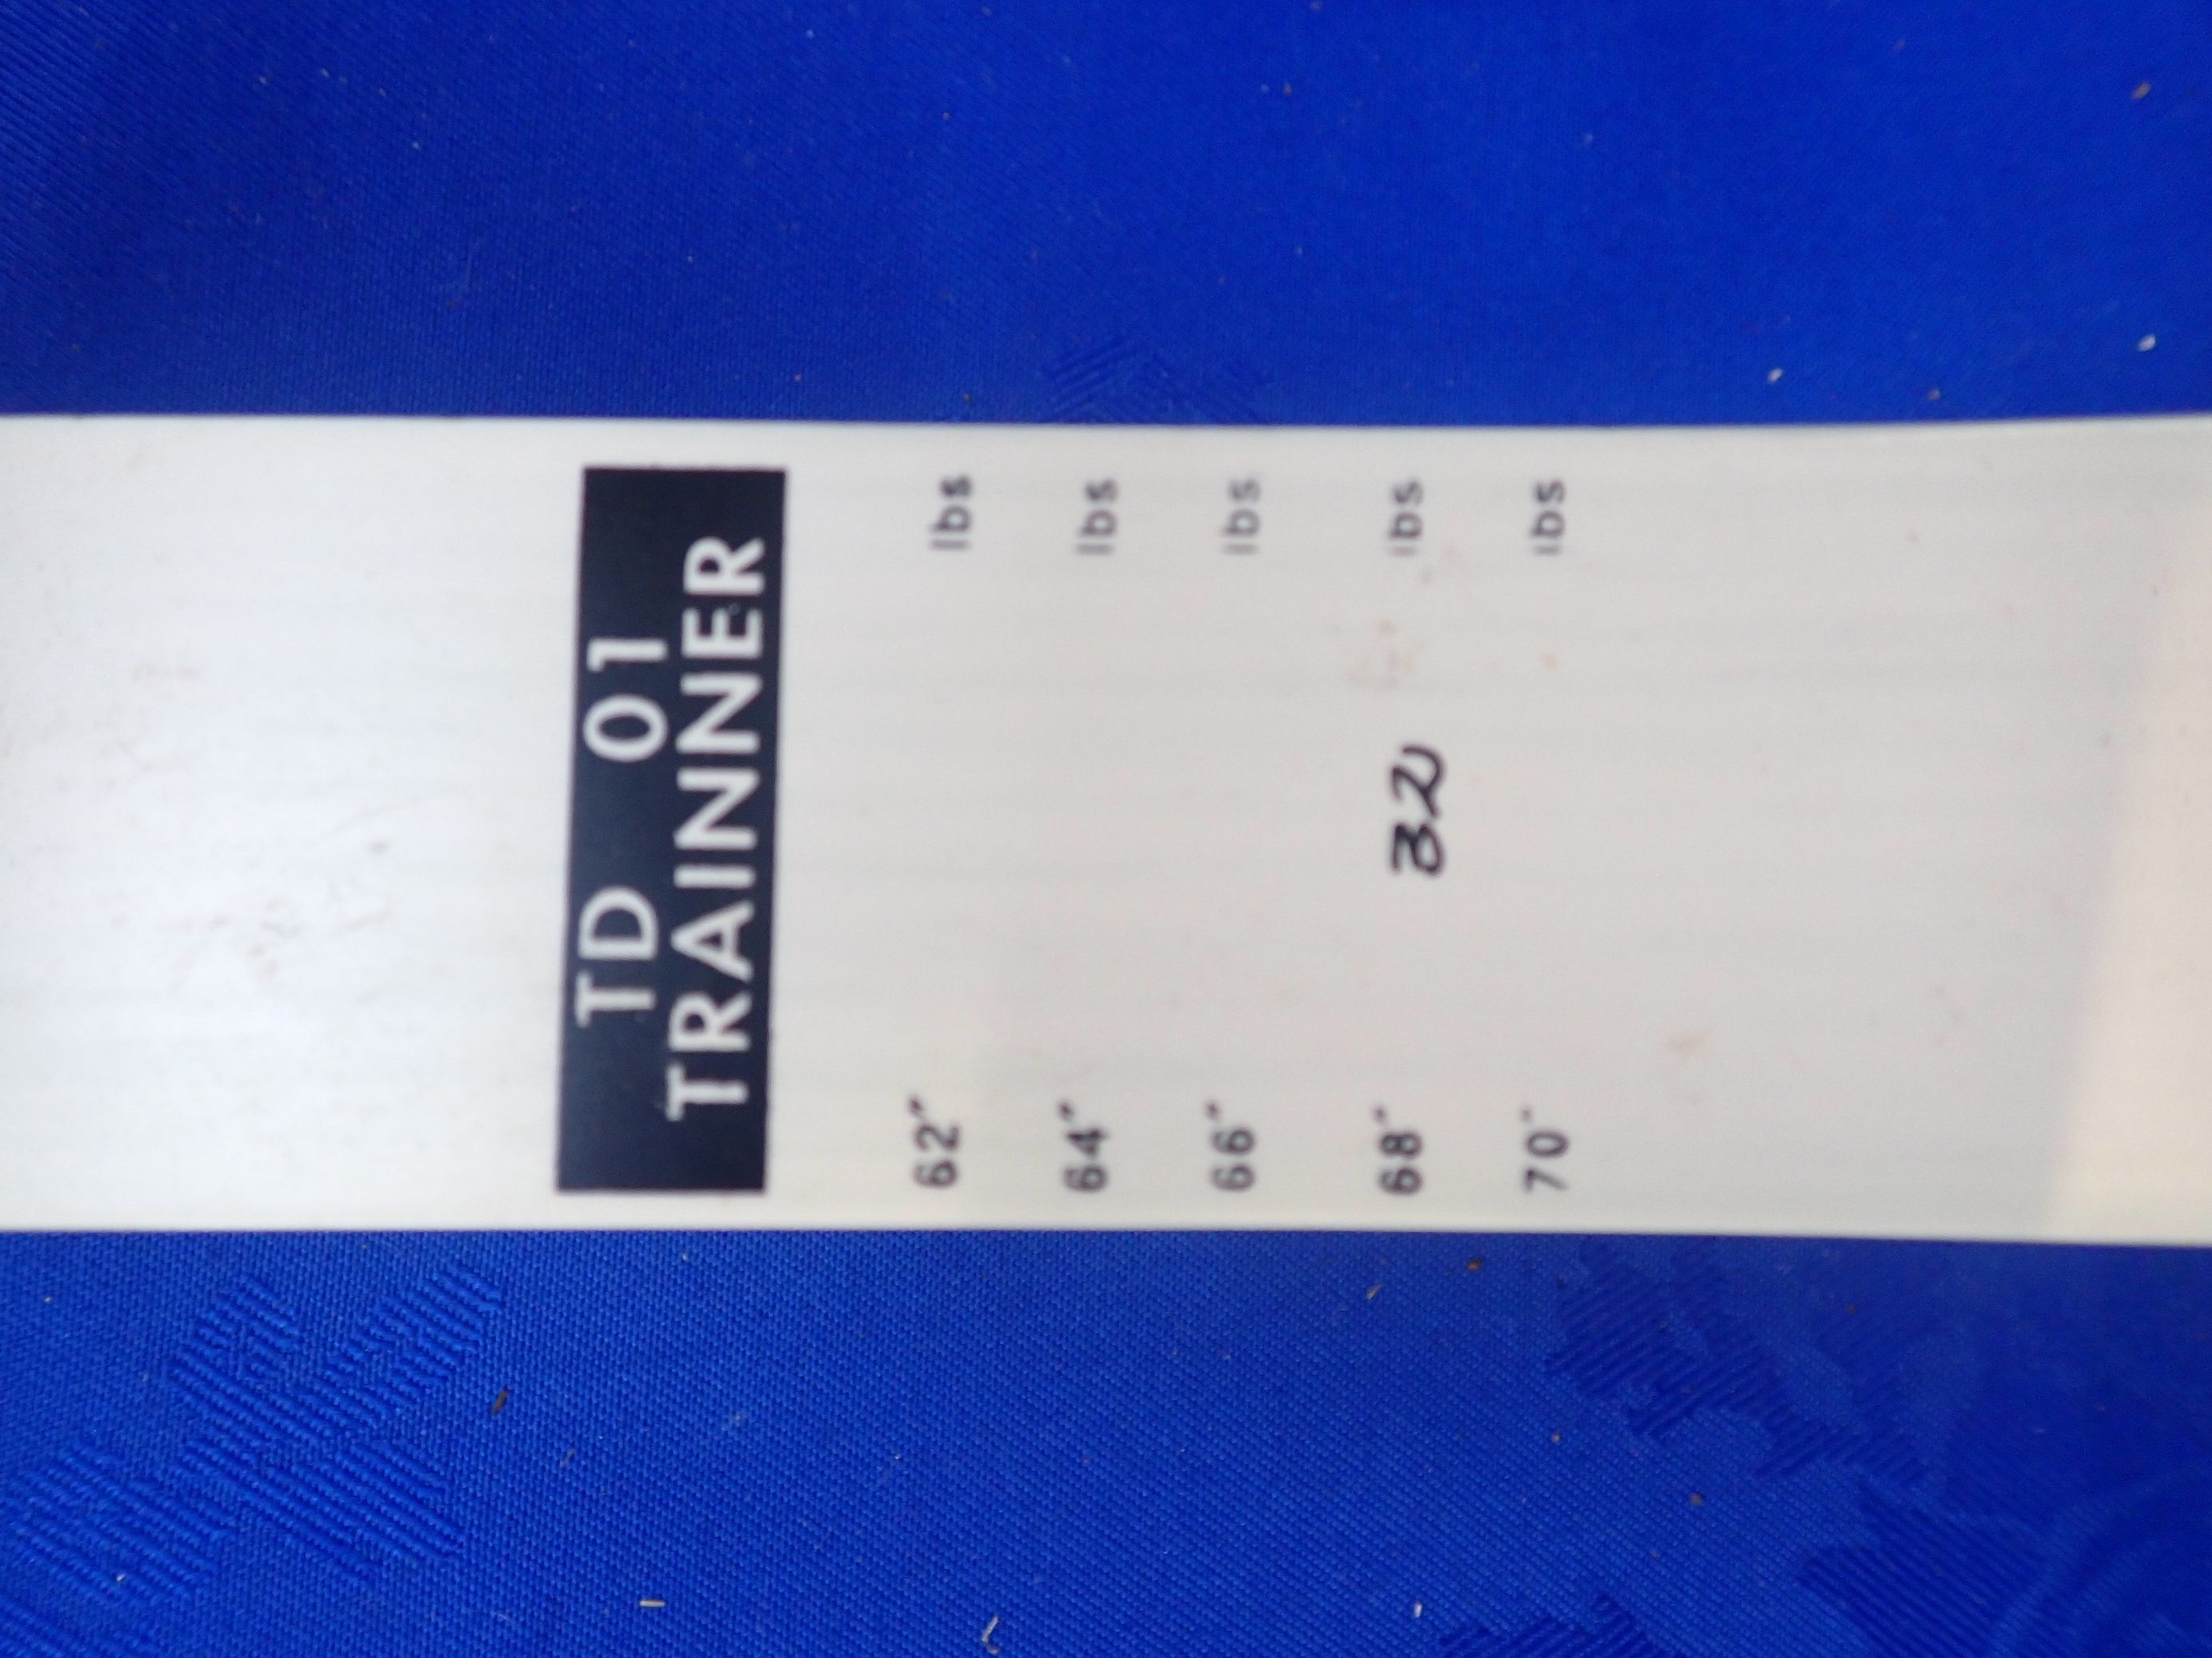 TD 01
TRAINNER
62" lbs
64" lbs
66" lbs
68" 32 lbs
70" lbs